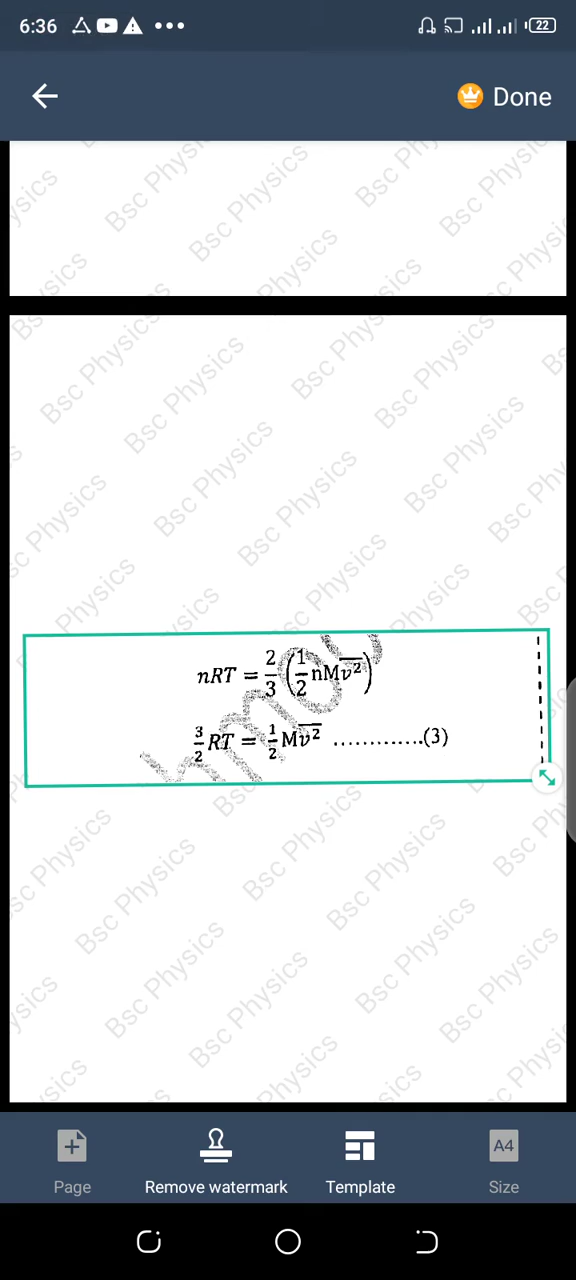 6:36
22
Done
Bsc Physics
nRT = 2/3 (1/2 nMv̅²)
3/2 RT = 1/2 Mv̅² .............(3)
Page
Remove watermark
Template
A4
Size